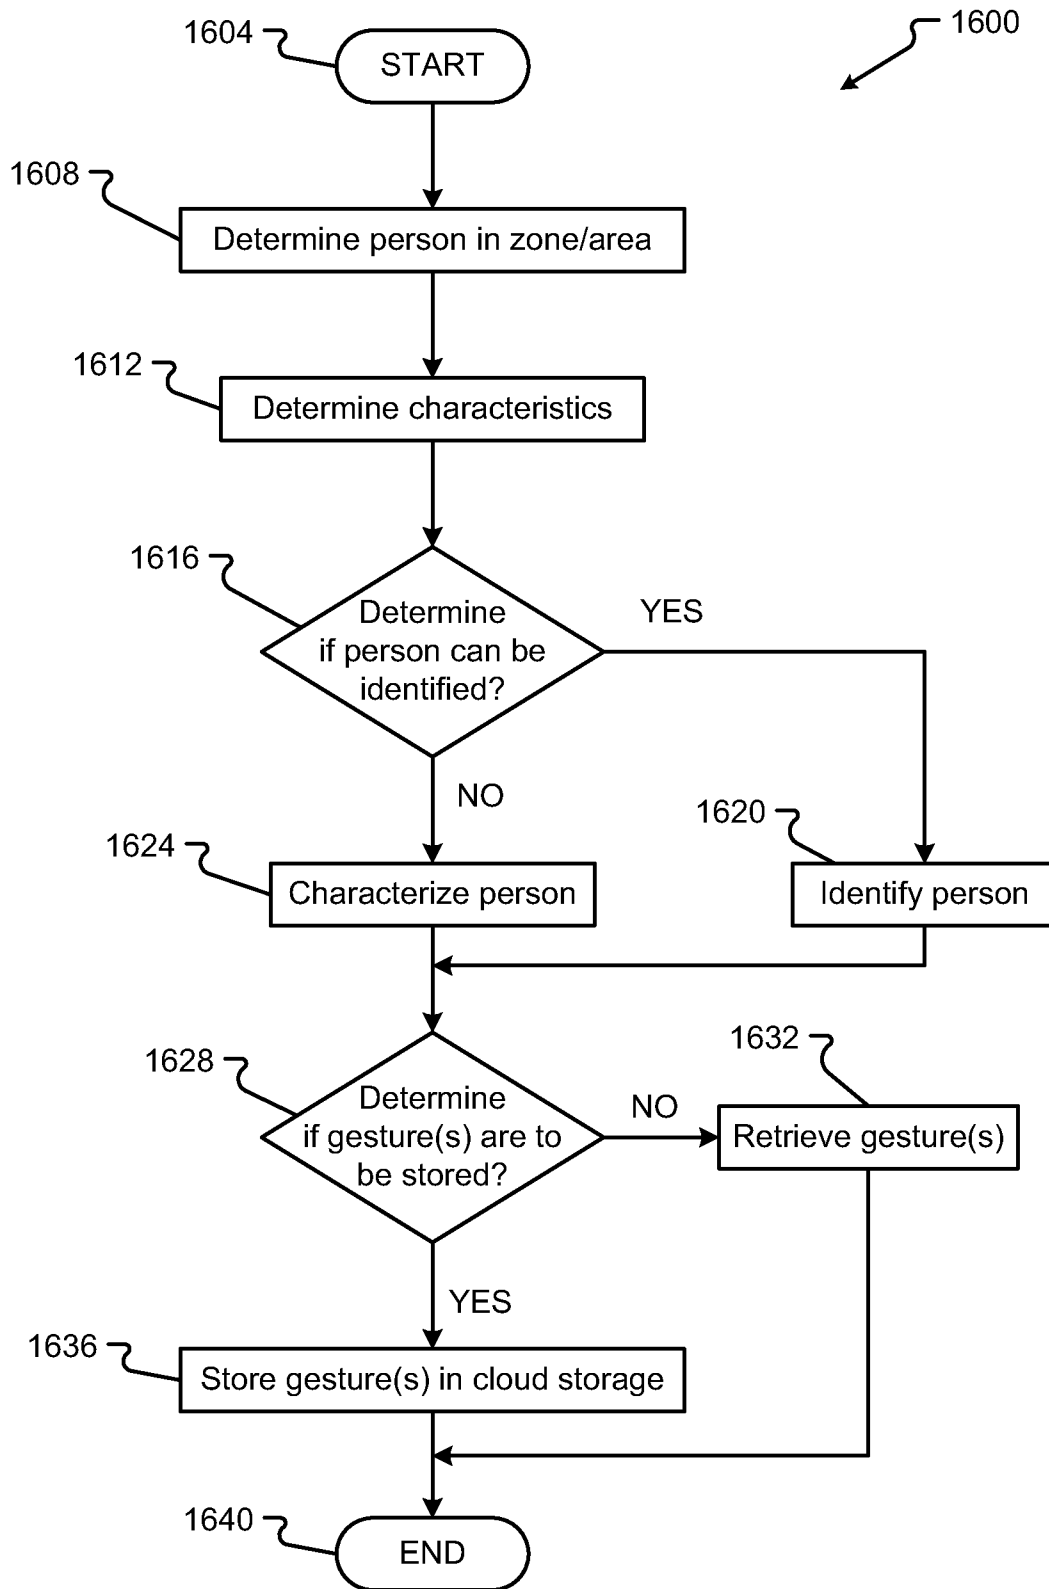 1600
1604
START
1608
Determine person in zone/area
1612
Determine characteristics
1616
Determine
if person can be
identified?
YES
NO
1620
1624
Characterize person
Identify person
1628
1632
Determine
if gesture(s) are to
be stored?
NO
Retrieve gesture(s)
YES
1636
Store gesture(s) in cloud storage
1640
END